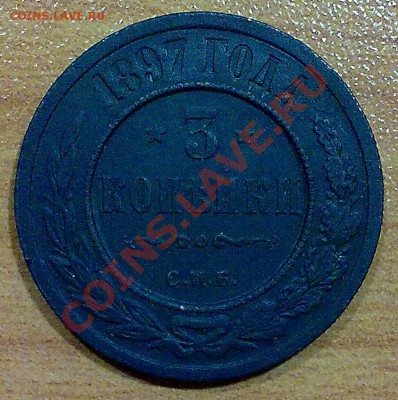 COINS.LAVE.RU
1897 ГОДА
* 3 *
КОПѢЙКИ
С.П.Б.
COINS.LAVE.RU